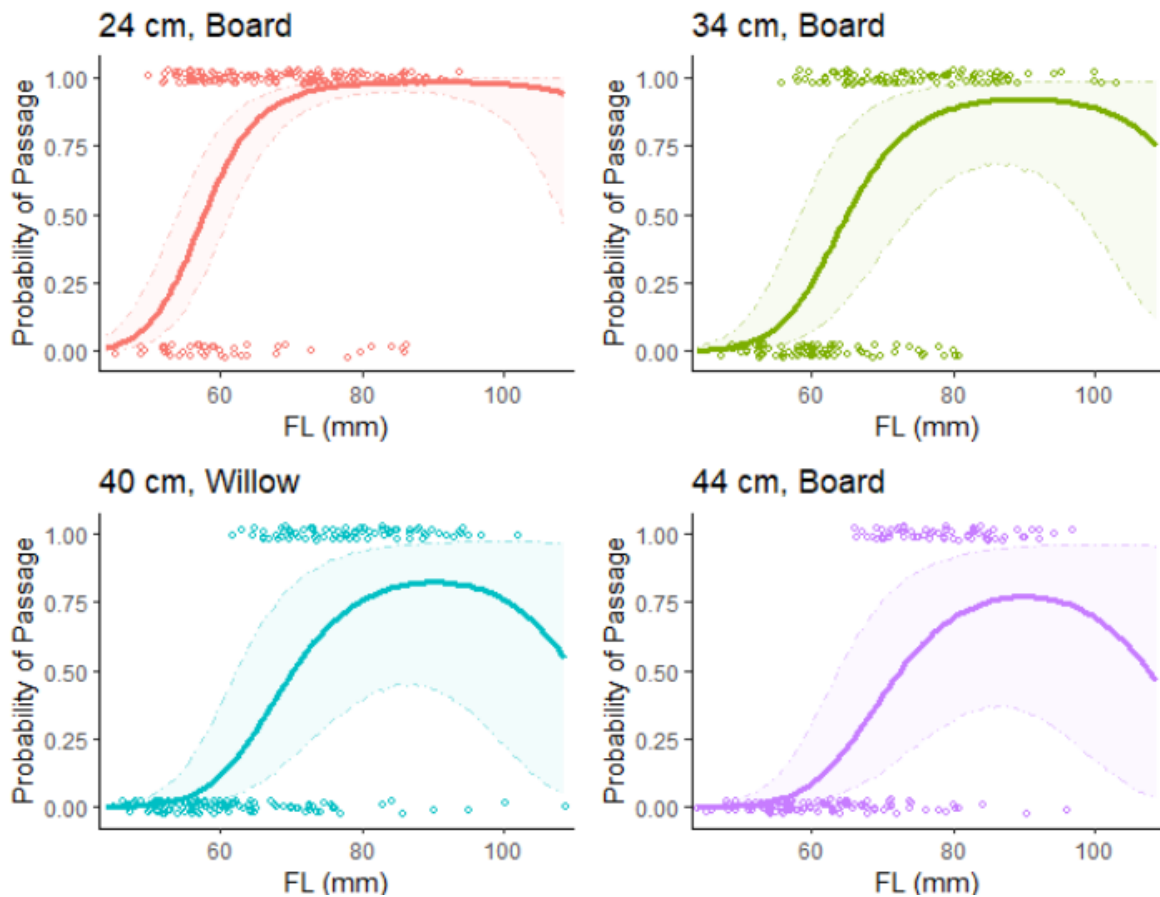 24 cm, Board
Probability of Passage
1.00
0.75
0.50
0.25
0.00
60 80 100
FL (mm)
34 cm, Board
Probability of Passage
1.00
0.75
0.50
0.25
0.00
60 80 100
FL (mm)
40 cm, Willow
Probability of Passage
1.00
0.75
0.50
0.25
0.00
60 80 100
FL (mm)
44 cm, Board
Probability of Passage
1.00
0.75
0.50
0.25
0.00
60 80 100
FL (mm)